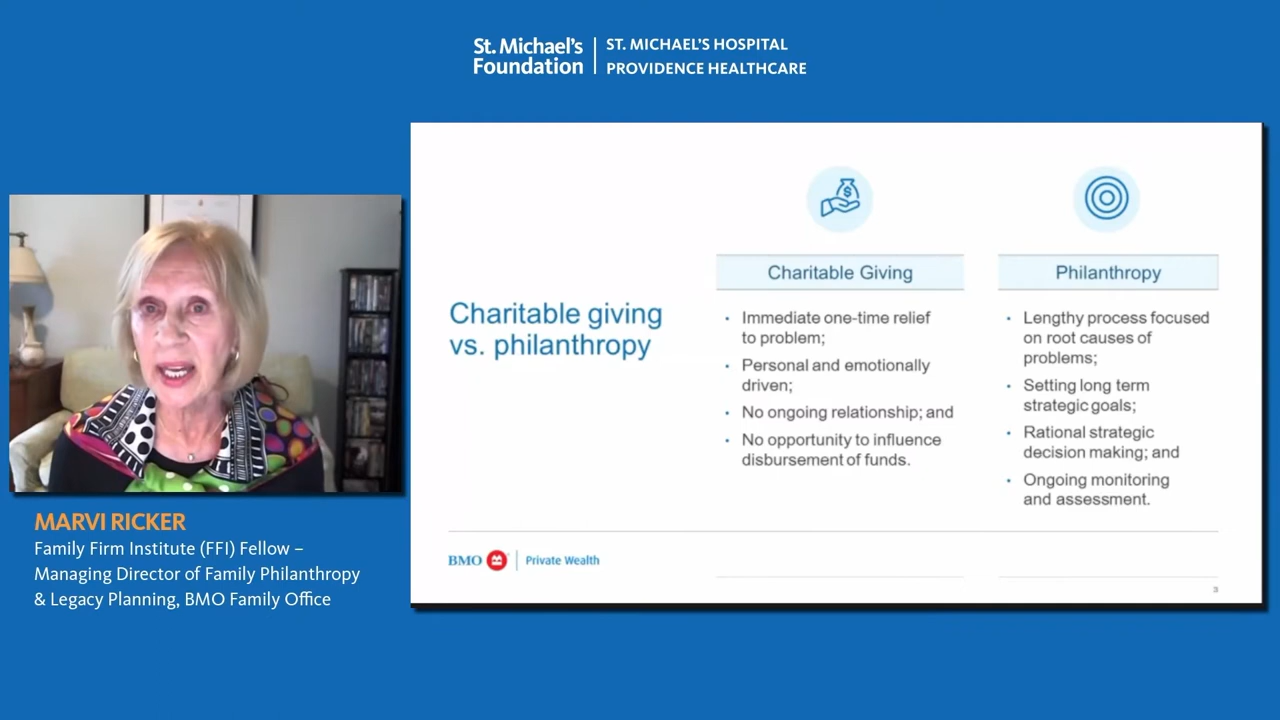 St. Michael's
Foundation
ST. MICHAEL'S HOSPITAL
PROVIDENCE HEALTHCARE
MARVI RICKER
Family Firm Institute (FFI) Fellow –
Managing Director of Family Philanthropy
& Legacy Planning, BMO Family Office
Charitable giving
vs. philanthropy
Charitable Giving
• Immediate one-time relief
to problem;
• Personal and emotionally
driven;
• No ongoing relationship; and
• No opportunity to influence
disbursement of funds.
Philanthropy
• Lengthy process focused
on root causes of
problems;
• Setting long term
strategic goals;
• Rational strategic
decision making; and
• Ongoing monitoring
and assessment.
BMO Private Wealth